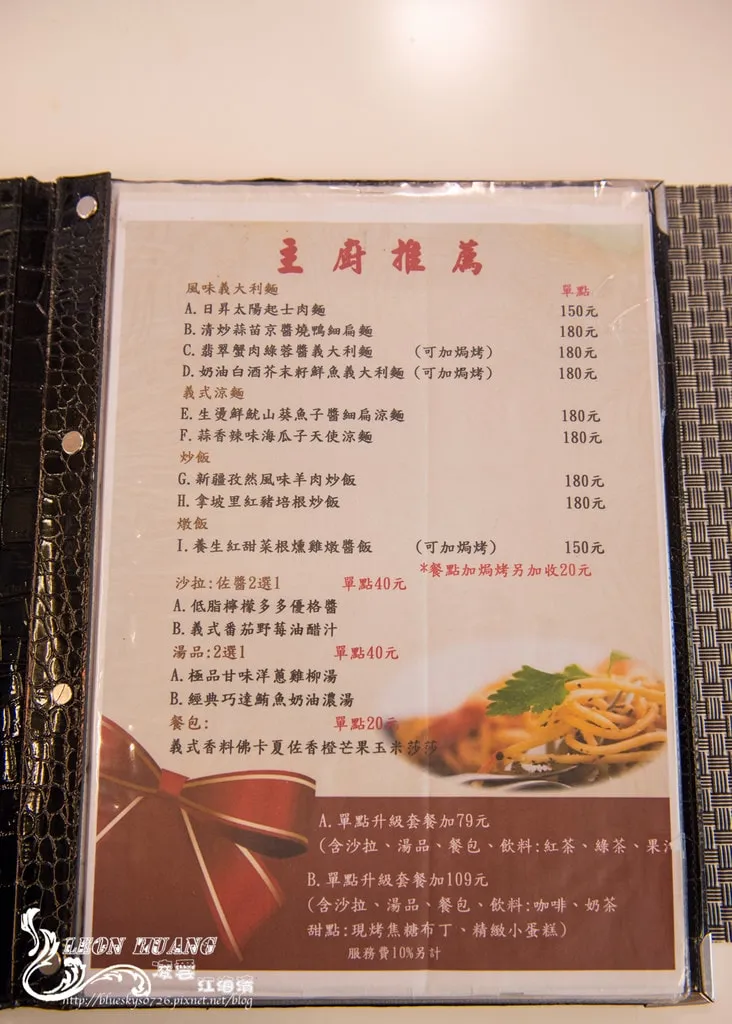 主廚推薦
風味義大利麵 單點
A.日昇太陽起士肉麵 150元
B.清炒蒜苗京醬燒鴨細扁麵 180元
C.翡翠蟹肉綠蓉醬義大利麵 (可加焗烤) 180元
D.奶油白酒芥末籽鮮魚義大利麵 (可加焗烤) 180元
義式涼麵
E.生燙鮮魷山葵魚子醬細扁涼麵 180元
F.蒜香辣味海瓜子天使涼麵 180元
炒飯
G.新疆孜然風味羊肉炒飯 180元
H.拿坡里紅豬培根炒飯 180元
燉飯
I.養生紅甜菜根燻雞燉醬飯 (可加焗烤) 150元
*餐點加焗烤另加收20元
沙拉:佐醬2選1 單點40元
A.低脂檸檬多多優格醬
B.義式番茄野莓油醋汁
湯品:2選1 單點40元
A.極品甘味洋蔥雞柳湯
B.經典巧達鮪魚奶油濃湯
餐包: 單點20元
義式香料佛卡夏佐香橙芒果玉米莎莎
A.單點升級套餐加79元
(含沙拉、湯品、餐包、飲料:紅茶、綠茶、果汁
B.單點升級套餐加109元
(含沙拉、湯品、餐包、飲料:咖啡、奶茶
甜點:現烤焦糖布丁、精緻小蛋糕)
服務費10%另計
LEON HUANG
凌雲
江海滴
http://bluesky50726.pixnet.net/blog